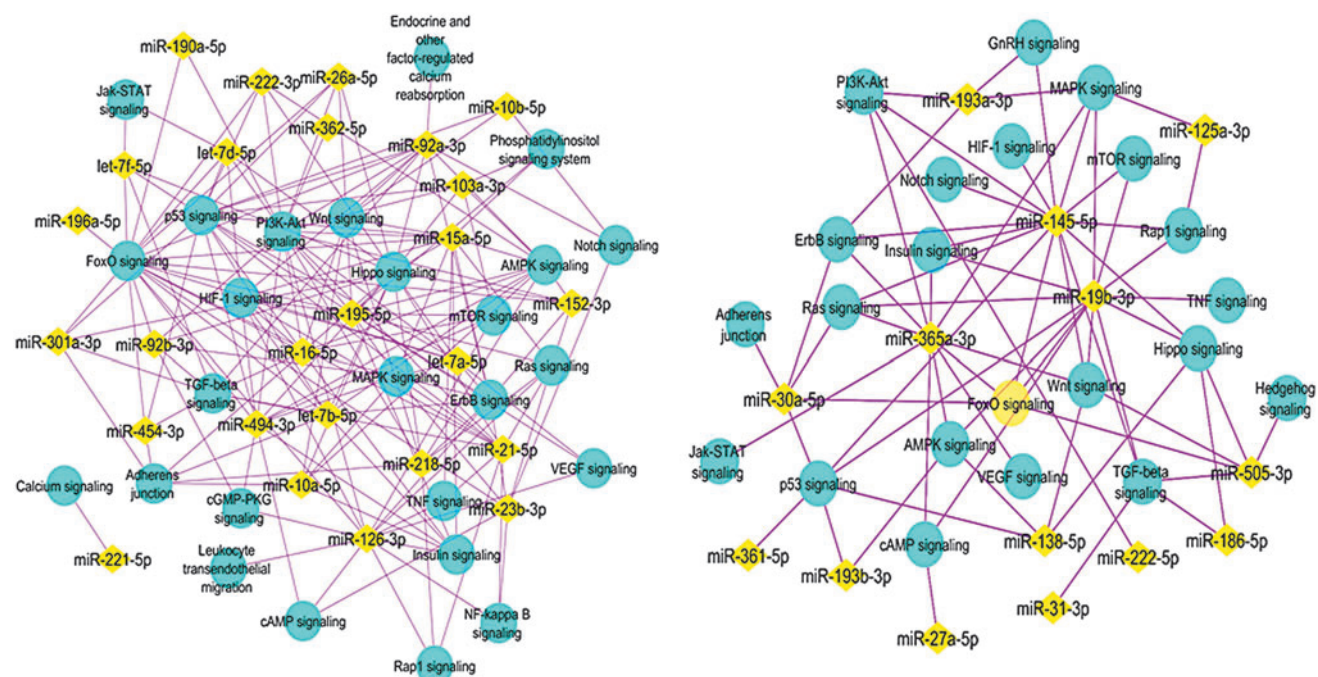 Endocrine and
other
factor-regulated
calcium
reabsorption
miR-190a-5p
miR-222-3p
miR-26a-5p
Jak-STAT
signaling
miR-10b-5p
miR-362-5p
miR-92a-3p
Phosphatidylinositol
signaling system
let-7f-5p
let-7d-5p
miR-103a-3p
miR-196a-5p
p53 signaling
PI3K-Akt
signaling
Wnt signaling
miR-15a-5p
Notch signaling
FoxO signaling
Hippo signaling
AMPK signaling
HIF-1 signaling
miR-195-5p
miR-152-3p
mTOR signaling
miR-301a-3p
miR-92b-3p
miR-16-5p
let-7a-5p
Ras signaling
TGF-beta
signaling
MAPK signaling
ErbB signaling
miR-454-3p
miR-494-3p
let-7b-5p
miR-21-5p
VEGF signaling
miR-218-5p
Calcium signaling
Adherens
junction
miR-10a-5p
cGMP-PKG
signaling
TNF signaling
miR-23b-3p
miR-221-5p
Leukocyte
transendothelial
migration
miR-126-3p
Insulin signaling
cAMP signaling
NF-kappa B
signaling
Rap1 signaling
GnRH signaling
PI3K-Akt
signaling
miR-193a-3p
MAPK signaling
miR-125a-3p
HIF-1 signaling
mTOR signaling
Notch signaling
miR-145-5p
Rap1 signaling
ErbB signaling
Insulin signaling
miR-19b-3p
TNF signaling
Ras signaling
Adherens
junction
miR-365a-3p
Hippo signaling
Wnt signaling
Hedgehog
signaling
miR-30a-5p
FoxO signaling
Jak-STAT
signaling
AMPK signaling
VEGF signaling
TGF-beta
signaling
miR-505-3p
p53 signaling
cAMP signaling
miR-138-5p
miR-186-5p
miR-361-5p
miR-222-5p
miR-193b-3p
miR-31-3p
miR-27a-5p